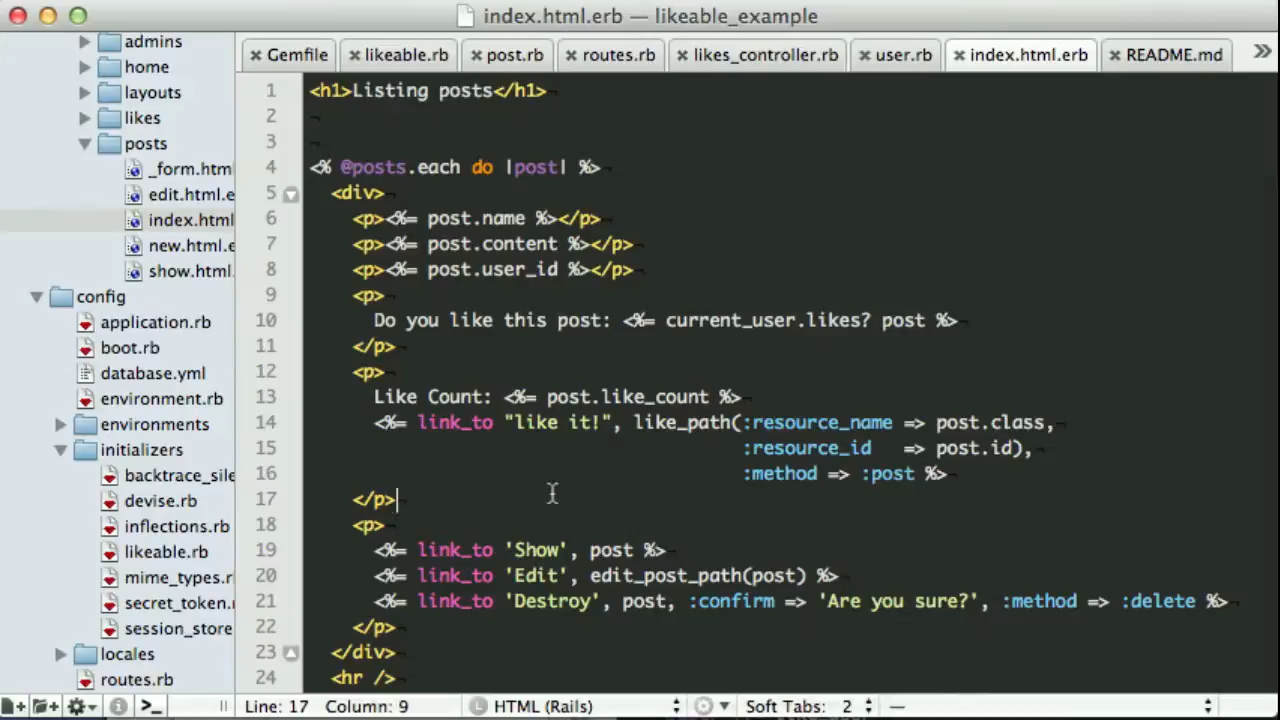 index.html.erb — likeable_example
admins
home
layouts
likes
posts
_form.html
edit.html.e
index.html
new.html.e
show.html.
config
application.rb
boot.rb
database.yml
environment.rb
environments
initializers
backtrace_sile
devise.rb
inflections.rb
likeable.rb
mime_types.r
secret_token.r
session_store
locales
routes.rb
Gemfile likeable.rb post.rb routes.rb likes_controller.rb user.rb index.html.erb README.md
1 <h1>Listing posts</h1>
2
3
4 <% @posts.each do |post| %>
5 <div>
6 <p><%= post.name %></p>
7 <p><%= post.content %></p>
8 <p><%= post.user_id %></p>
9 <p>
10 Do you like this post: <%= current_user.likes? post %>
11 </p>
12 <p>
13 Like Count: <%= post.like_count %>
14 <%= link_to "like it!", like_path(:resource_name => post.class,
15 :resource_id => post.id),
16 :method => :post %>
17 </p>
18 <p>
19 <%= link_to 'Show', post %>
20 <%= link_to 'Edit', edit_post_path(post) %>
21 <%= link_to 'Destroy', post, :confirm => 'Are you sure?', :method => :delete %>
22 </p>
23 </div>
24 <hr />
Line: 17 Column: 9 L HTML (Rails) Soft Tabs: 2 —